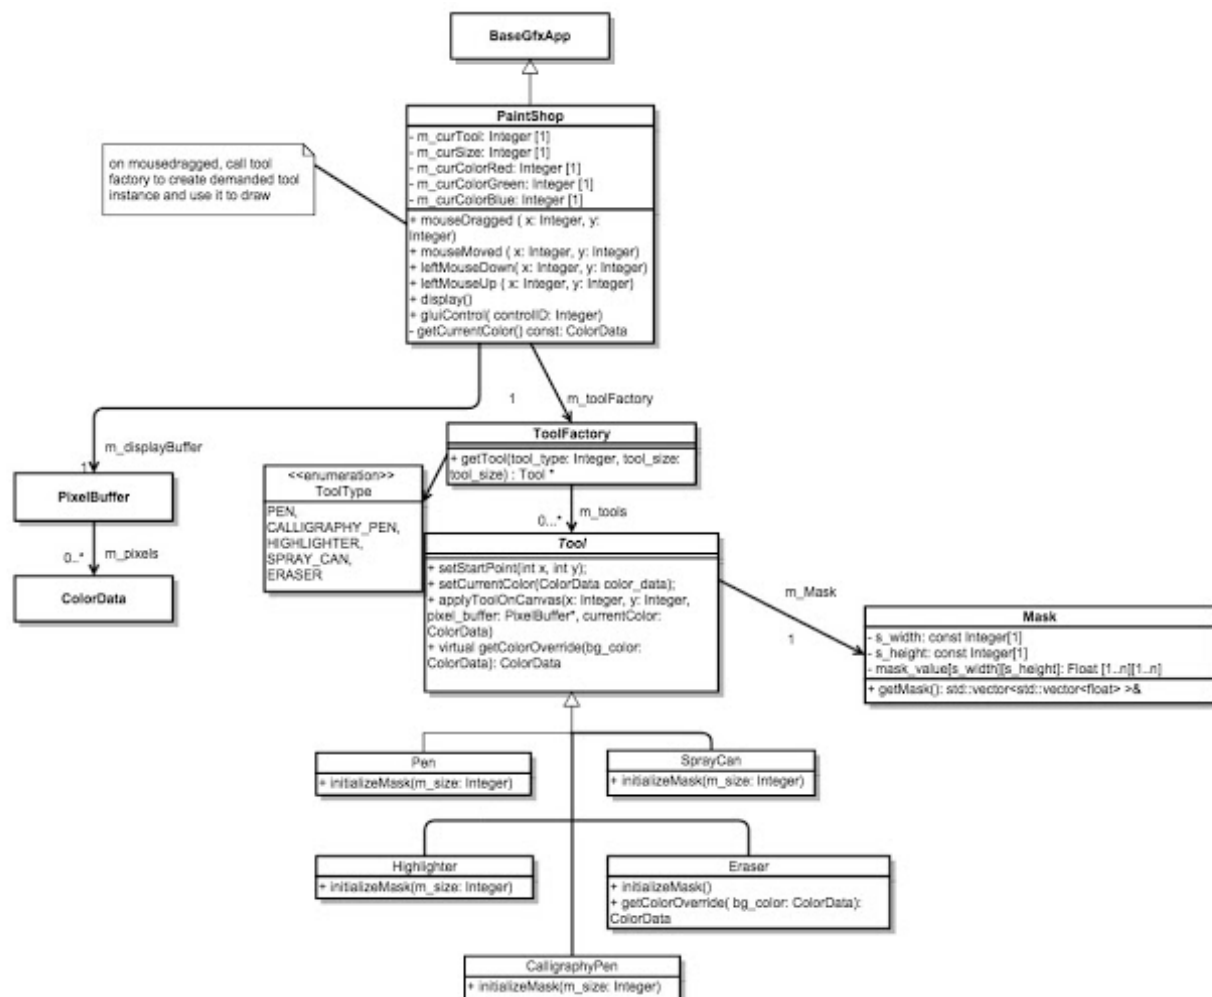 BaseGfxApp
PaintShop
- m_curTool: Integer [1]
- m_curSize: Integer [1]
- m_curColorRed: Integer [1]
- m_curColorGreen: Integer [1]
- m_curColorBlue: Integer [1]
+ mouseDragged ( x: Integer, y:
Integer)
+ mouseMoved ( x: Integer, y: Integer)
+ leftMouseDown( x: Integer, y: Integer)
+ leftMouseUp ( x: Integer, y: Integer)
+ display()
+ gluiControl( controlID: Integer)
- getCurrentColor() const: ColorData
on mousedragged, call tool
factory to create demanded tool
instance and use it to draw
1
m_toolFactory
m_displayBuffer
1
PixelBuffer
0..*
m_pixels
ColorData
ToolFactory
+ getTool(tool_type: Integer, tool_size:
tool_size) : Tool *
<<enumeration>>
ToolType
PEN,
CALLIGRAPHY_PEN,
HIGHLIGHTER,
SPRAY_CAN,
ERASER
0...*
m_tools
Tool
+ setStartPoint(int x, int y);
+ setCurrentColor(ColorData color_data);
+ applyToolOnCanvas(x: Integer, y: Integer,
pixel_buffer: PixelBuffer*, currentColor:
ColorData)
+ virtual getColorOverride(bg_color:
ColorData): ColorData
m_Mask
1
Mask
- s_width: const Integer[1]
- s_height: const Integer[1]
- mask_value[s_width][s_height]: Float [1..n][1..n]
+ getMask(): std::vector<std::vector<float> >&
Pen
+ initializeMask(m_size: Integer)
SprayCan
+ initializeMask(m_size: Integer)
Highlighter
+ initializeMask(m_size: Integer)
Eraser
+ initializeMask()
+ getColorOverride( bg_color: ColorData):
ColorData
CalligraphyPen
+ initializeMask(m_size: Integer)